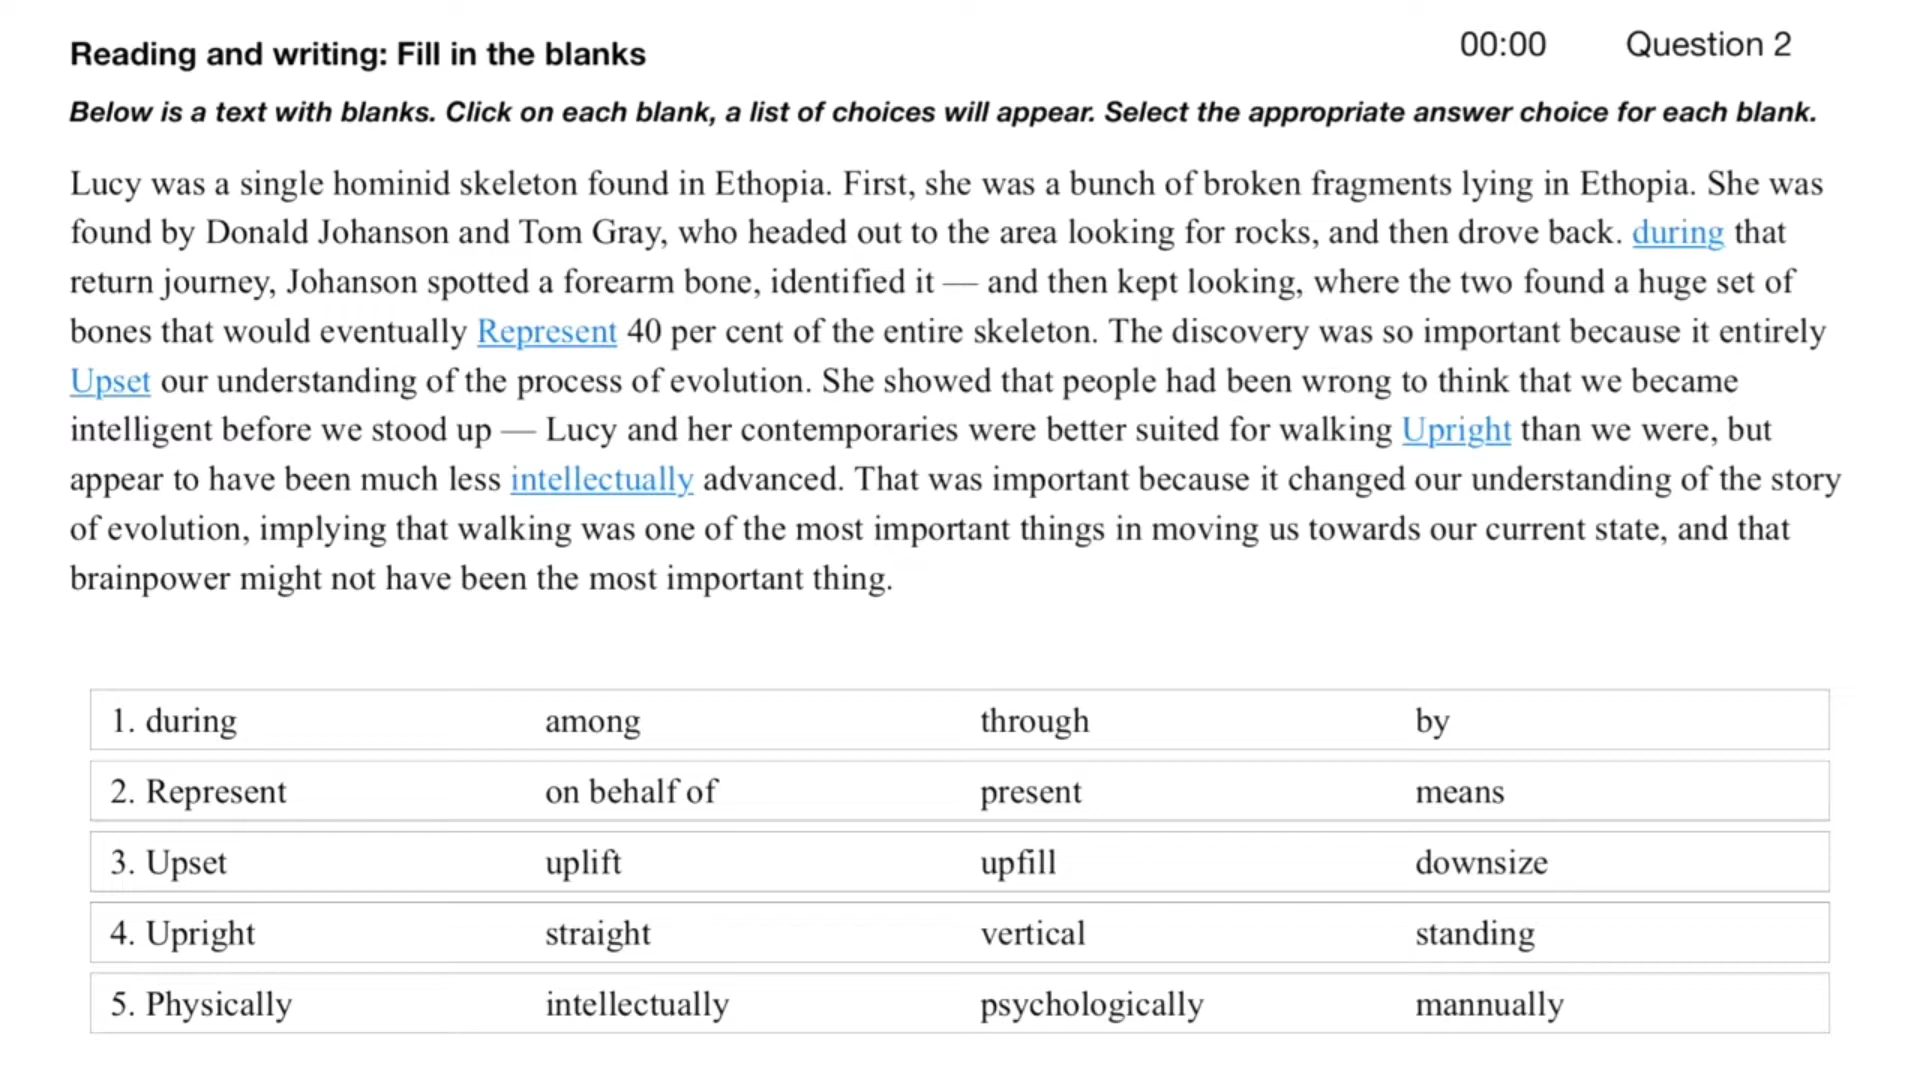 Reading and writing: Fill in the blanks
00:00 Question 2
Below is a text with blanks. Click on each blank, a list of choices will appear. Select the appropriate answer choice for each blank.
Lucy was a single hominid skeleton found in Ethopia. First, she was a bunch of broken fragments lying in Ethopia. She was
found by Donald Johanson and Tom Gray, who headed out to the area looking for rocks, and then drove back. during that
return journey, Johanson spotted a forearm bone, identified it — and then kept looking, where the two found a huge set of
bones that would eventually Represent 40 per cent of the entire skeleton. The discovery was so important because it entirely
Upset our understanding of the process of evolution. She showed that people had been wrong to think that we became
intelligent before we stood up — Lucy and her contemporaries were better suited for walking Upright than we were, but
appear to have been much less intellectually advanced. That was important because it changed our understanding of the story
of evolution, implying that walking was one of the most important things in moving us towards our current state, and that
brainpower might not have been the most important thing.
1. during among through by
2. Represent on behalf of present means
3. Upset uplift upfill downsize
4. Upright straight vertical standing
5. Physically intellectually psychologically mannually